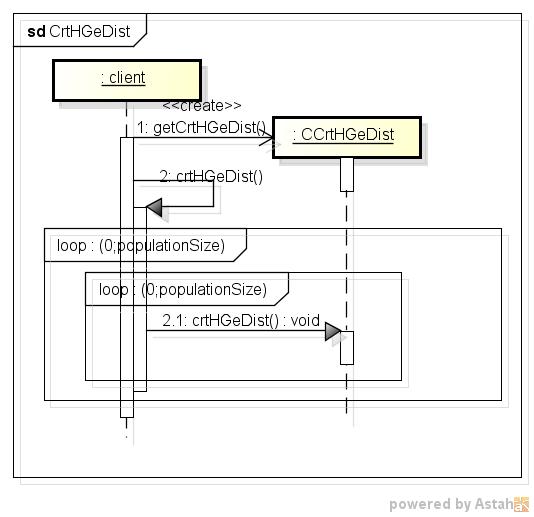 sd CrtHGeDist
: client
<<create>>
1: getCrtHGeDist()
: CCrtHGeDist
2: crtHGeDist()
loop : (0;populationSize)
loop : (0;populationSize)
2.1: crtHGeDist() : void
powered by Astah